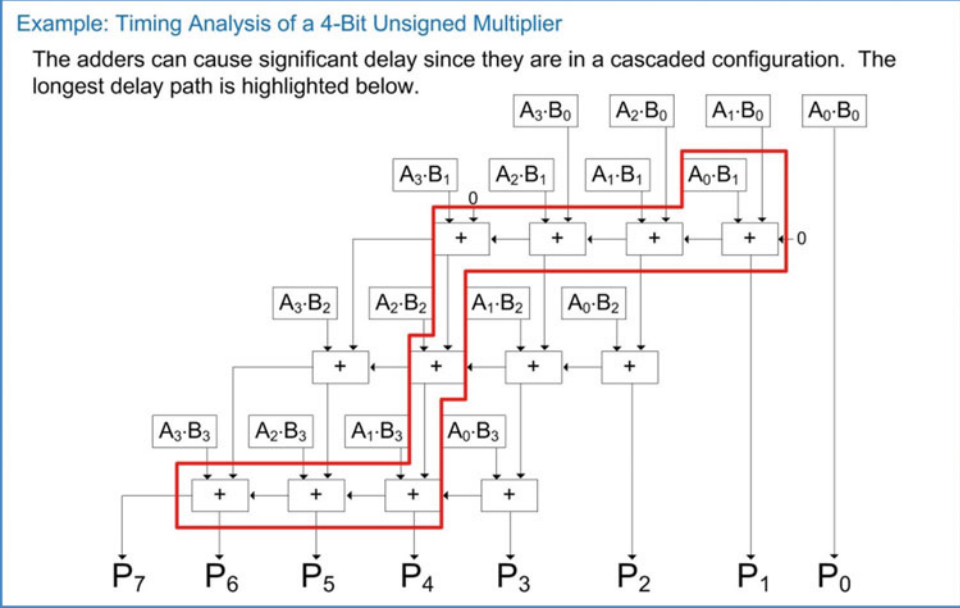 Example: Timing Analysis of a 4-Bit Unsigned Multiplier
The adders can cause significant delay since they are in a cascaded configuration. The
longest delay path is highlighted below.
A₃·B₀ A₂·B₀ A₁·B₀ A₀·B₀
A₃·B₁ A₂·B₁ A₁·B₁ A₀·B₁
0
+ + + + 0
A₃·B₂ A₂·B₂ A₁·B₂ A₀·B₂
+ + + +
A₃·B₃ A₂·B₃ A₁·B₃ A₀·B₃
+ + + +
P₇ P₆ P₅ P₄ P₃ P₂ P₁ P₀